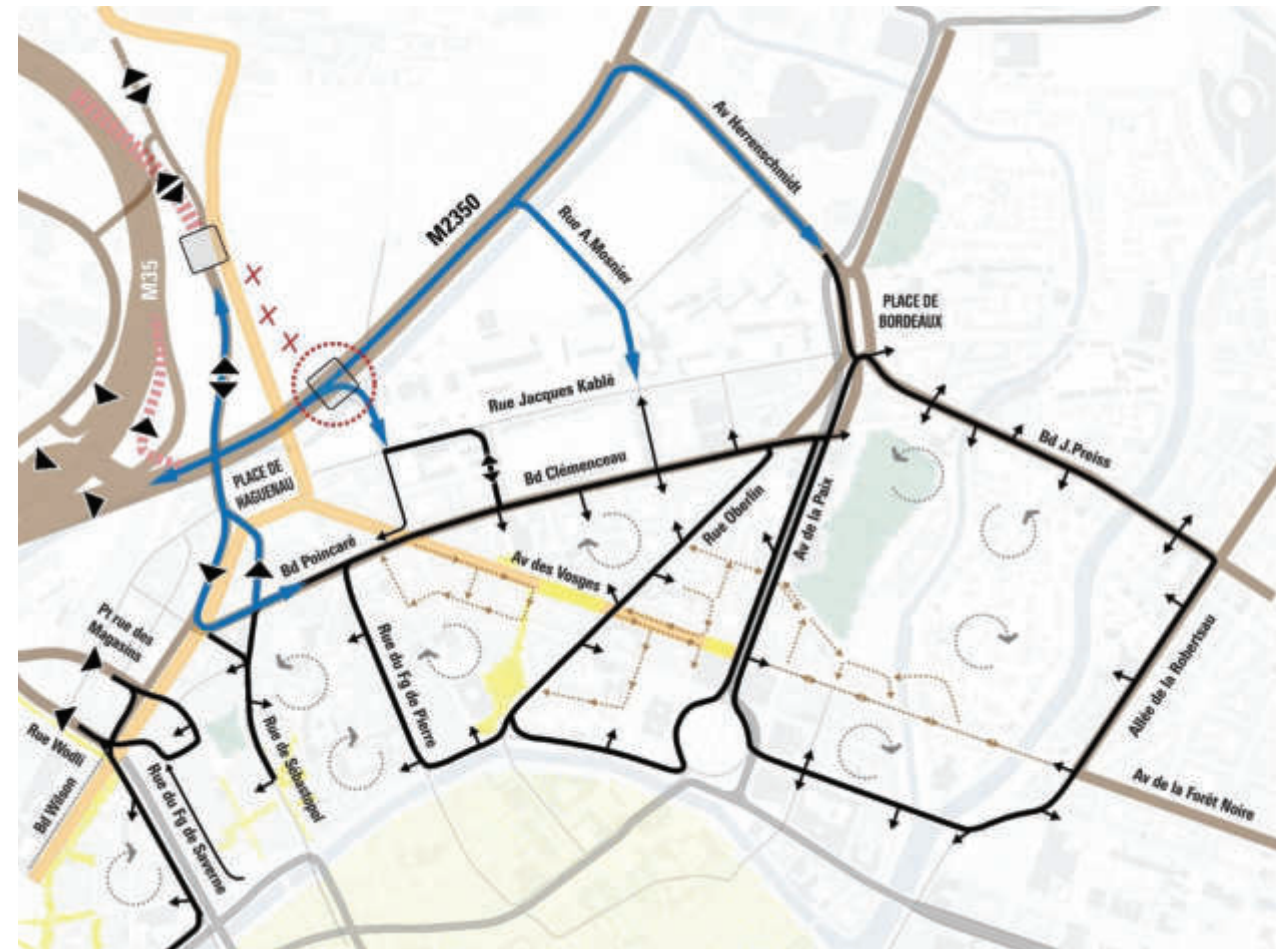 Av Herrenschmidt
M2350
Rue A.Mosnier
M35
PLACE DE
BORDEAUX
Rue Jacques Kablé
Bd J.Preiss
Bd Clémenceau
PLACE DE
HAGUENAU
Rue Oberlin
Av de la Paix
Bd Poincaré
Av des Vosges
Pt rue des
Magasins
Rue du Fg de Pierre
Allée de la Robertsau
Rue Wodli
Rue de Sébastopol
Bd Wilson
Rue du Fg de Saverne
Av de la Forêt Noire